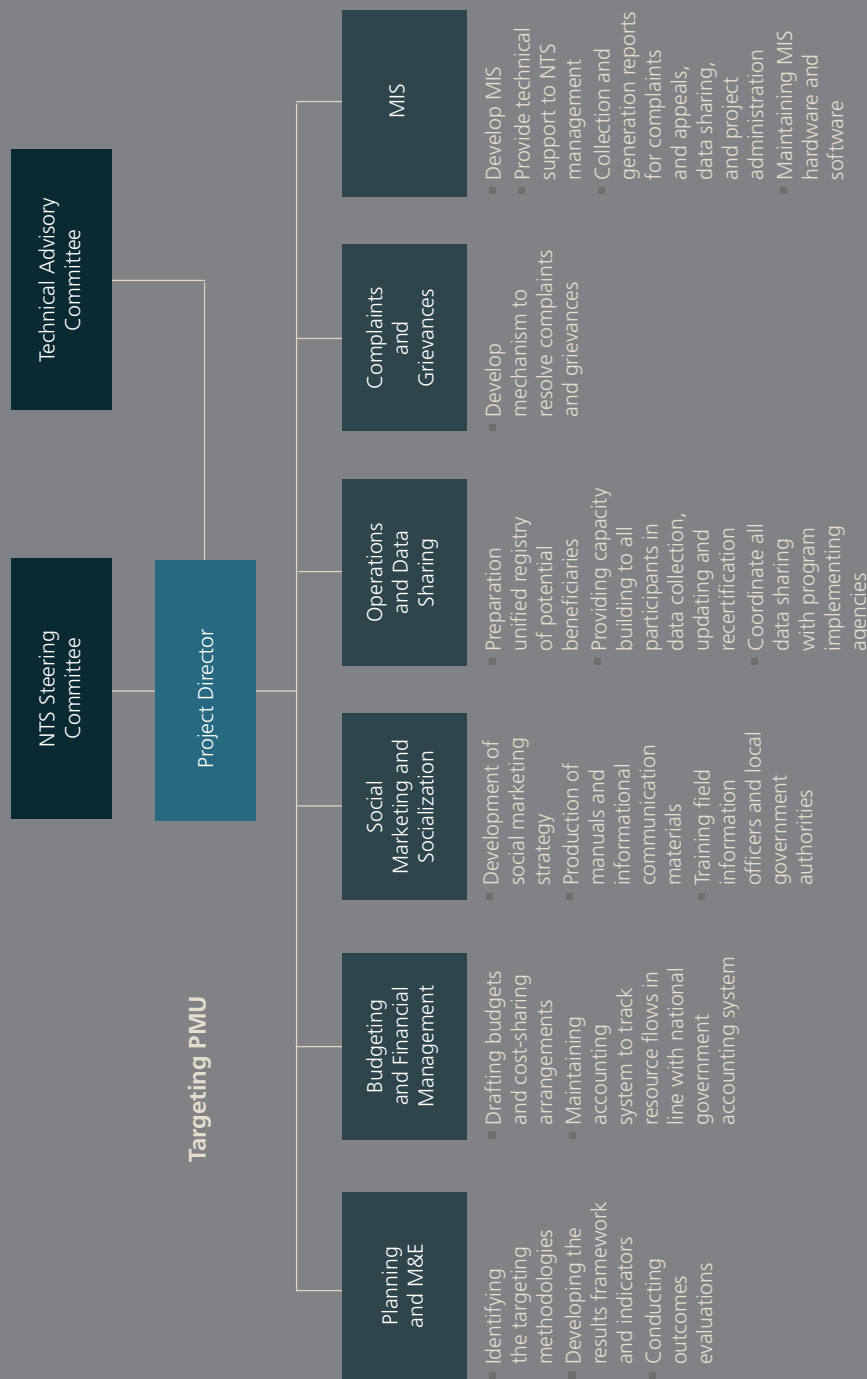 NTS Steering
Committee
Technical Advisory
Committee
Project Director
Targeting PMU
Planning
and M&E
▪ Identifying
the targeting
methodologies
▪ Developing the
results framework
and indicators
▪ Conducting
outcomes
evaluations
Budgeting
and Financial
Management
▪ Drafting budgets
and cost-sharing
arrangements
▪ Maintaining
accounting
system to track
resource flows in
line with national
government
accounting system
Social
Marketing and
Socialization
▪ Development of
social marketing
strategy
▪ Production of
manuals and
informational
communication
materials
▪ Training field
information
officers and local
government
authorities
Operations
and Data
Sharing
▪ Preparation
unified registry
of potential
beneficiaries
▪ Providing capacity
building to all
participants in
data collection,
updating and
recertification
▪ Coordinate all
data sharing
with program
implementing
agencies
Complaints
and
Grievances
▪ Develop
mechanism to
resolve complaints
and grievances
MIS
▪ Develop MIS
▪ Provide technical
support to NTS
management
▪ Collection and
generation reports
for complaints
and appeals,
data sharing,
and project
administration
▪ Maintaining MIS
hardware and
software